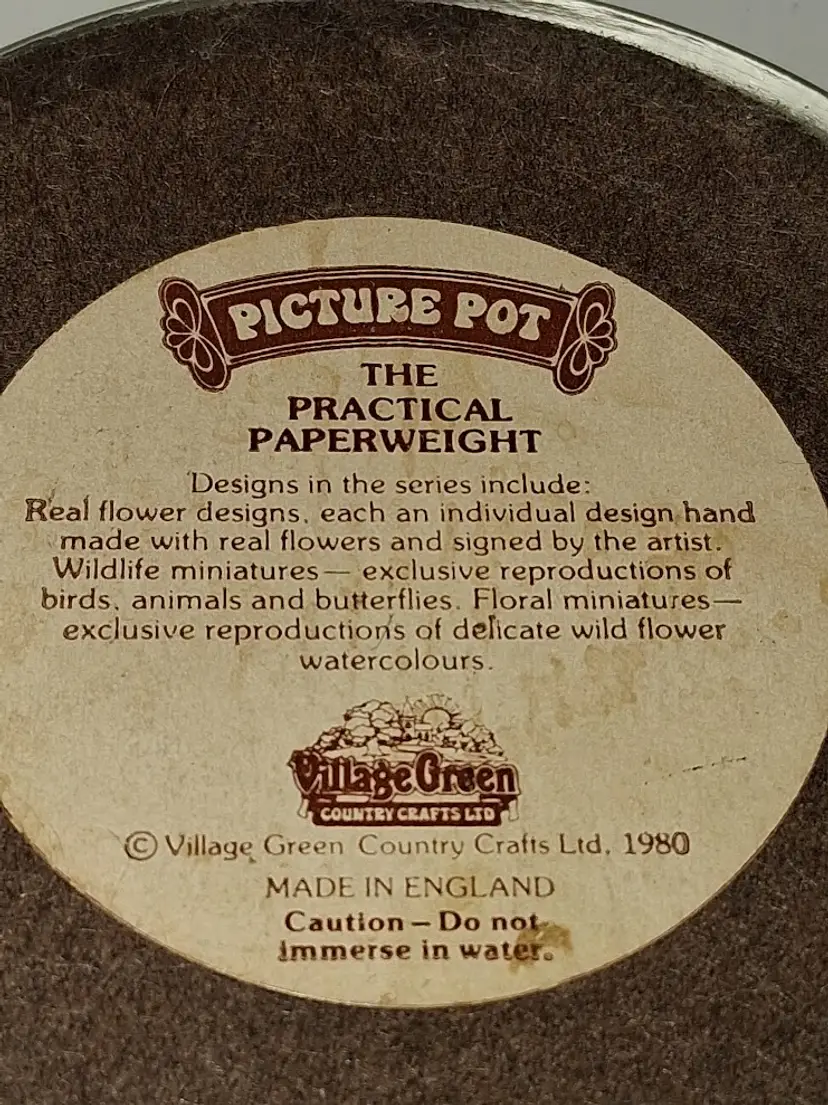 PICTURE POT
THE
PRACTICAL
PAPERWEIGHT
Designs in the series include:
Real flower designs, each an individual design hand
made with real flowers and signed by the artist.
Wildlife miniatures— exclusive reproductions of
birds, animals and butterflies. Floral miniatures—
exclusive reproductions of delicate wild flower
watercolours.
Village Green
COUNTRY CRAFTS LTD
© Village Green Country Crafts Ltd, 1980
MADE IN ENGLAND
Caution – Do not
immerse in water.